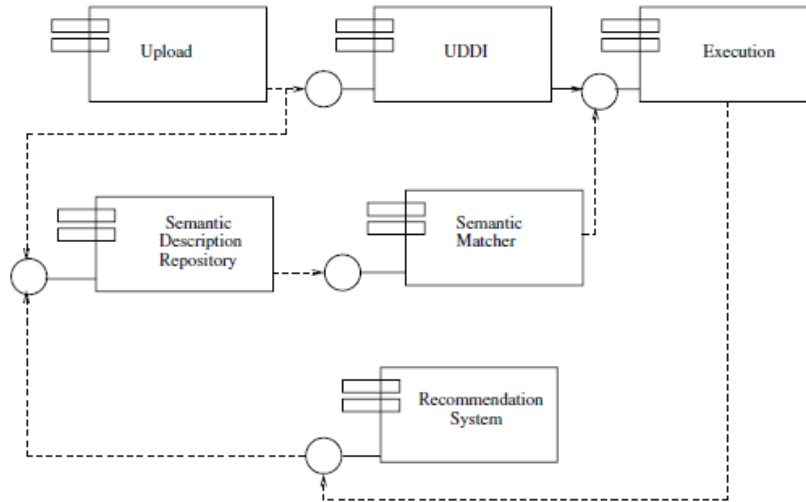 Upload
UDDI
Execution
Semantic
Description
Repository
Semantic
Matcher
Recommendation
System